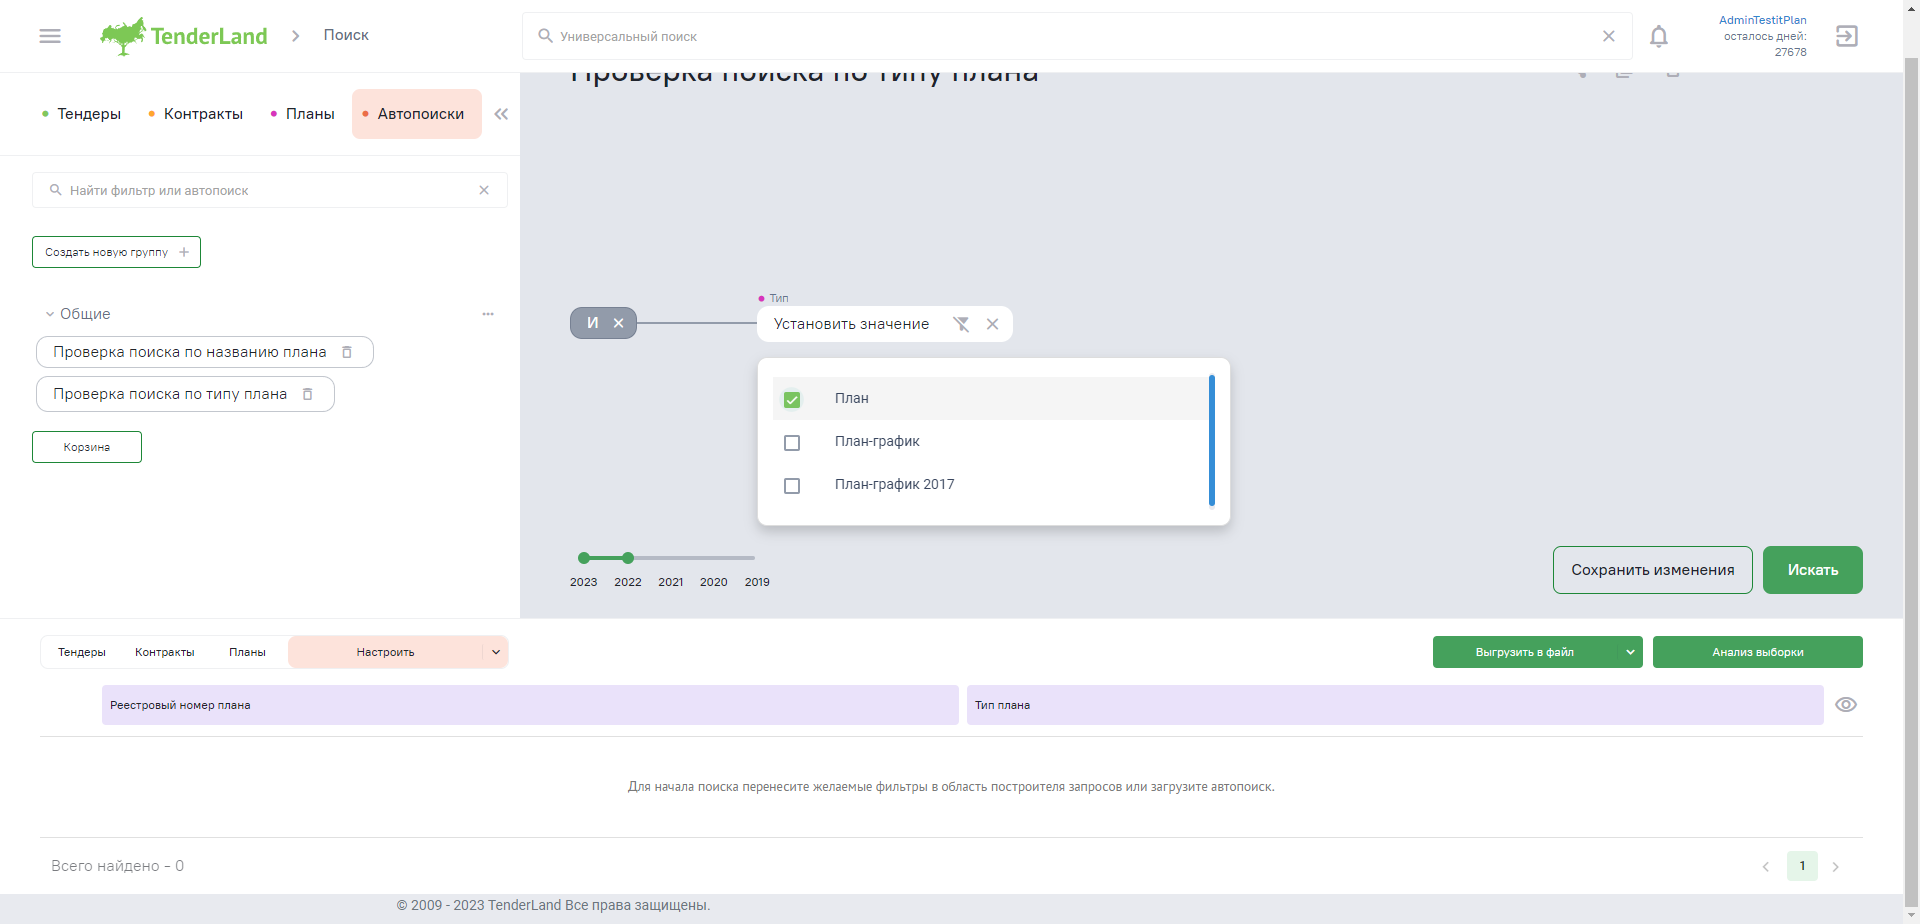 TenderLand
Поиск
Универсальный поиск
AdminTestitPlan
осталось дней:
27678
Проверка поиска по типу плана
Тендеры
Контракты
Планы
Автопоиски
Найти фильтр или автопоиск
Создать новую группу
Общие
Проверка поиска по названию плана
Проверка поиска по типу плана
Корзина
Тип
И
Установить значение
План
План-график
План-график 2017
2023 2022 2021 2020 2019
Сохранить изменения
Искать
Тендеры
Контракты
Планы
Настроить
Выгрузить в файл
Анализ выборки
Реестровый номер плана
Тип плана
Для начала поиска перенесите желаемые фильтры в область построителя запросов или загрузите автопоиск.
Всего найдено - 0
1
© 2009 - 2023 TenderLand Все права защищены.